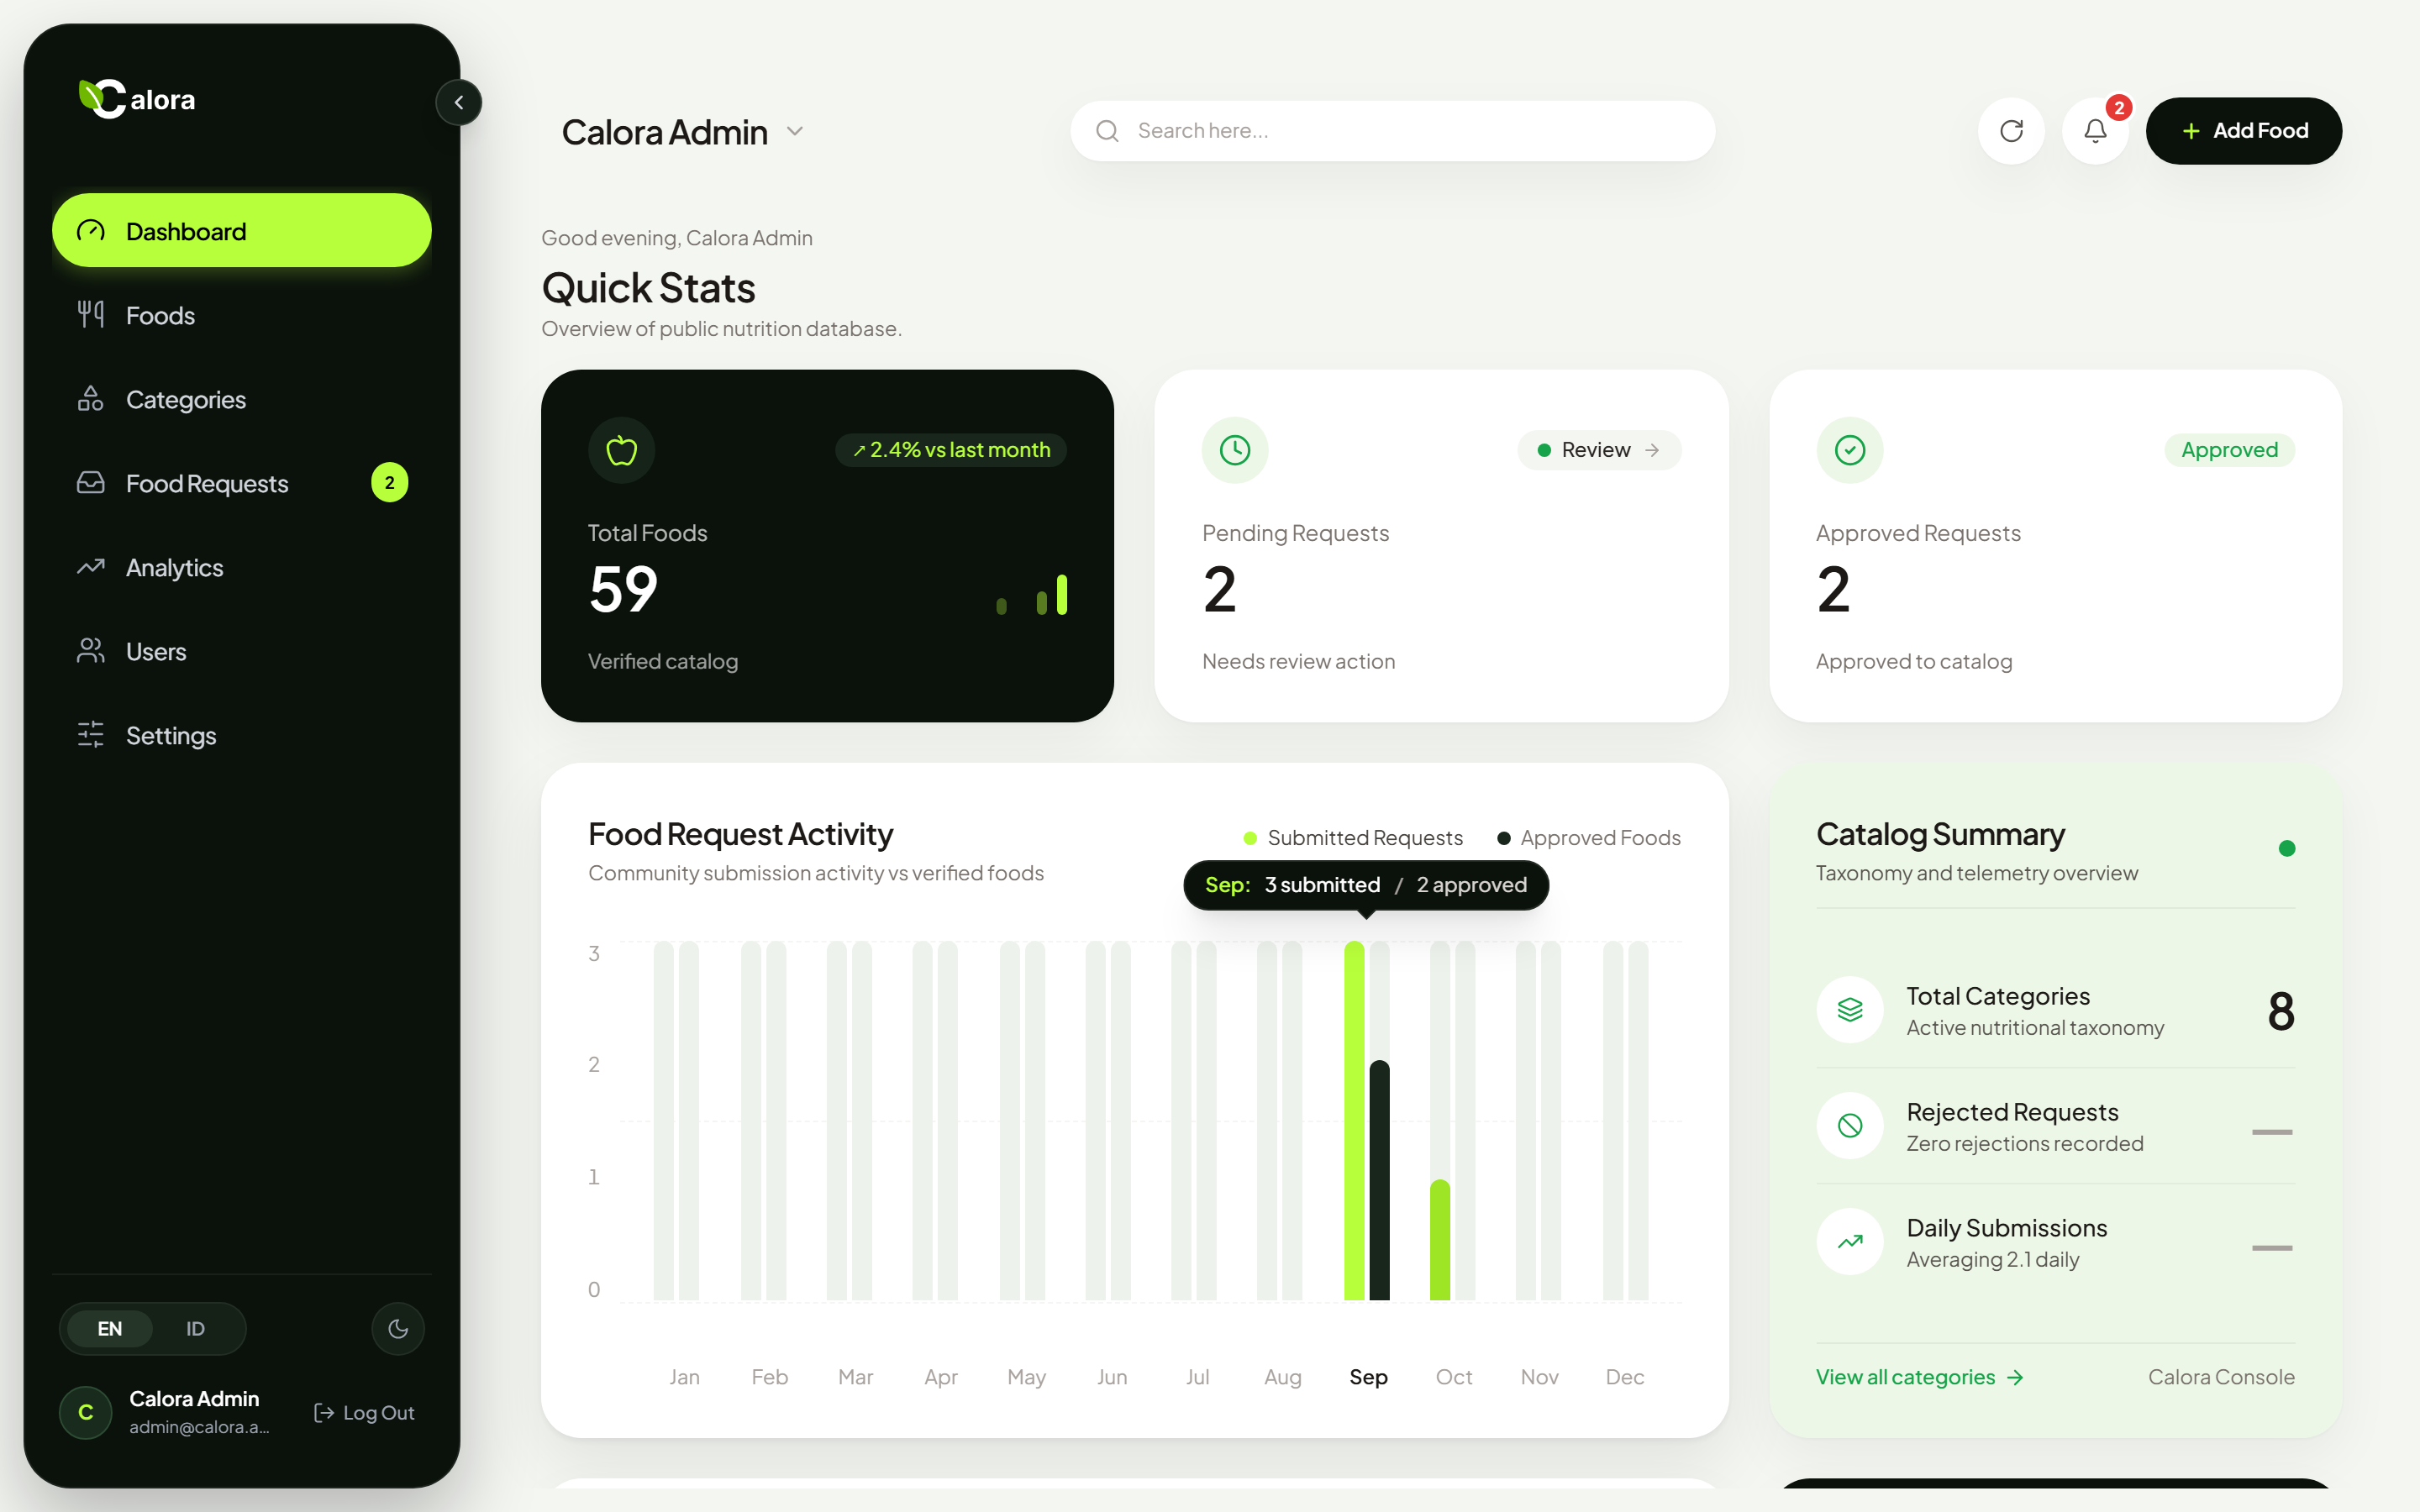 Calora
Dashboard
Foods
Categories
Food Requests
2
Analytics
Users
Settings
EN
ID
C
Calora Admin
admin@calora.a...
Log Out
Calora Admin
Search here...
2
+ Add Food
Good evening, Calora Admin
Quick Stats
Overview of public nutrition database.
↗ 2.4% vs last month
Total Foods
59
Verified catalog
Review →
Pending Requests
2
Needs review action
Approved
Approved Requests
2
Approved to catalog
Food Request Activity
Community submission activity vs verified foods
Submitted Requests
Approved Foods
Sep: 3 submitted / 2 approved
3
2
1
0
Jan Feb Mar Apr May Jun Jul Aug Sep Oct Nov Dec
Catalog Summary
Taxonomy and telemetry overview
Total Categories
Active nutritional taxonomy
8
Rejected Requests
Zero rejections recorded
—
Daily Submissions
Averaging 2.1 daily
—
View all categories →
Calora Console